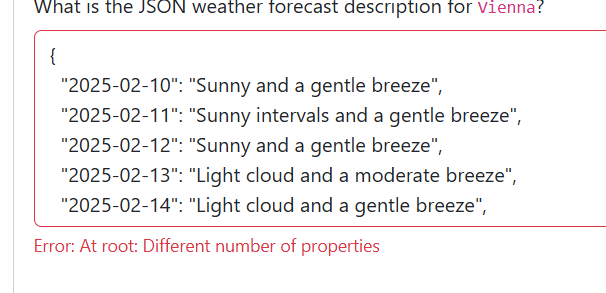 What is the JSON weather forecast description for Vienna?
{
"2025-02-10": "Sunny and a gentle breeze",
"2025-02-11": "Sunny intervals and a gentle breeze",
"2025-02-12": "Sunny and a gentle breeze",
"2025-02-13": "Light cloud and a moderate breeze",
"2025-02-14": "Light cloud and a gentle breeze",
Error: At root: Different number of properties